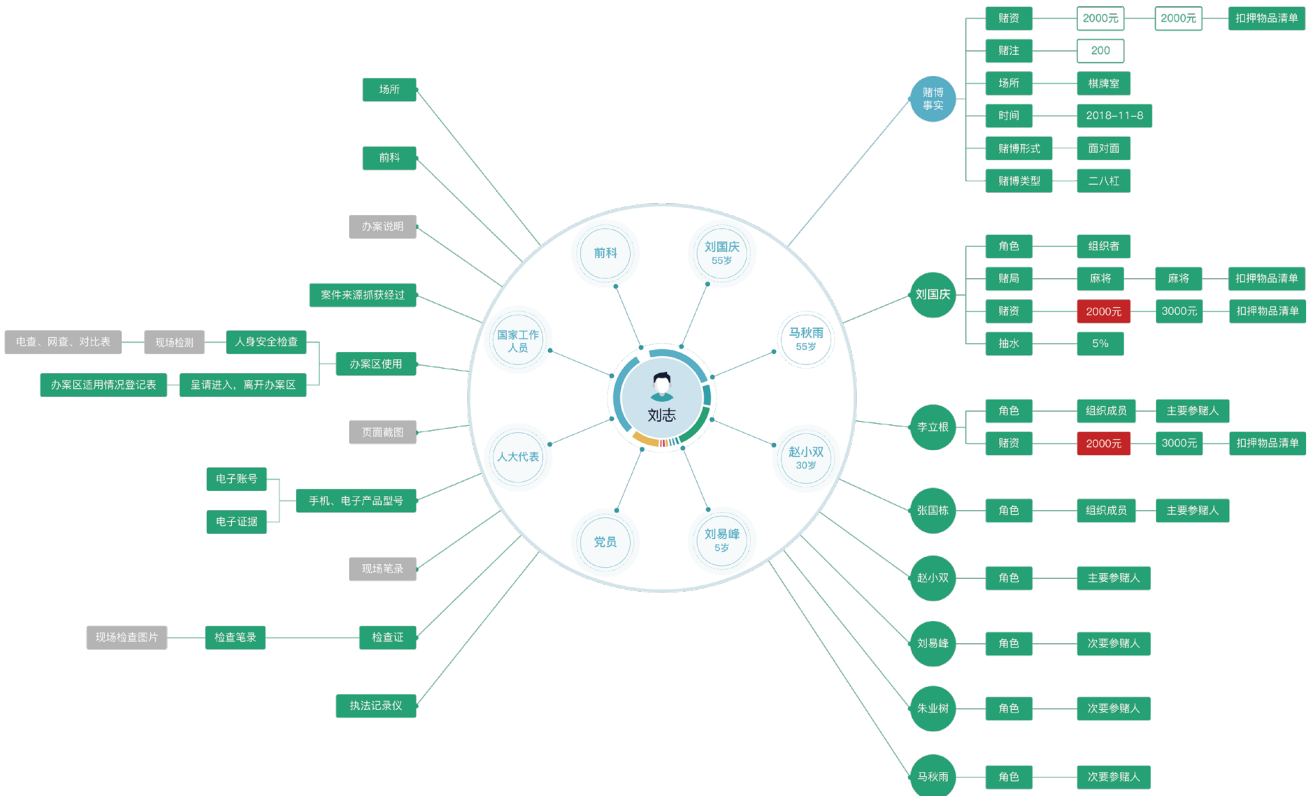 赌博
事实
赌资 2000元 2000元 扣押物品清单
赌注 200
场所 棋牌室
时间 2018-11-8
赌博形式 面对面
赌博类型 二八杠
场所
前科
办案说明
案件来源抓获经过
电查、网查、对比表 现场检测 人身安全检查
办案区适用情况登记表 呈请进入，离开办案区
办案区使用
页面截图
电子账号
电子证据
手机、电子产品型号
现场笔录
现场检查图片 检查笔录 检查证
执法记录仪
前科
刘国庆
55岁
国家工作
人员
马秋雨
55岁
刘志
人大代表
赵小双
30岁
党员
刘易峰
5岁
刘国庆
角色 组织者
赌局 麻将 麻将 扣押物品清单
赌资 2000元 3000元 扣押物品清单
抽水 5%
李立根
角色 组织成员 主要参赌人
赌资 2000元 3000元 扣押物品清单
张国栋 角色 组织成员 主要参赌人
赵小双 角色 主要参赌人
刘易峰 角色 次要参赌人
朱业树 角色 次要参赌人
马秋雨 角色 次要参赌人